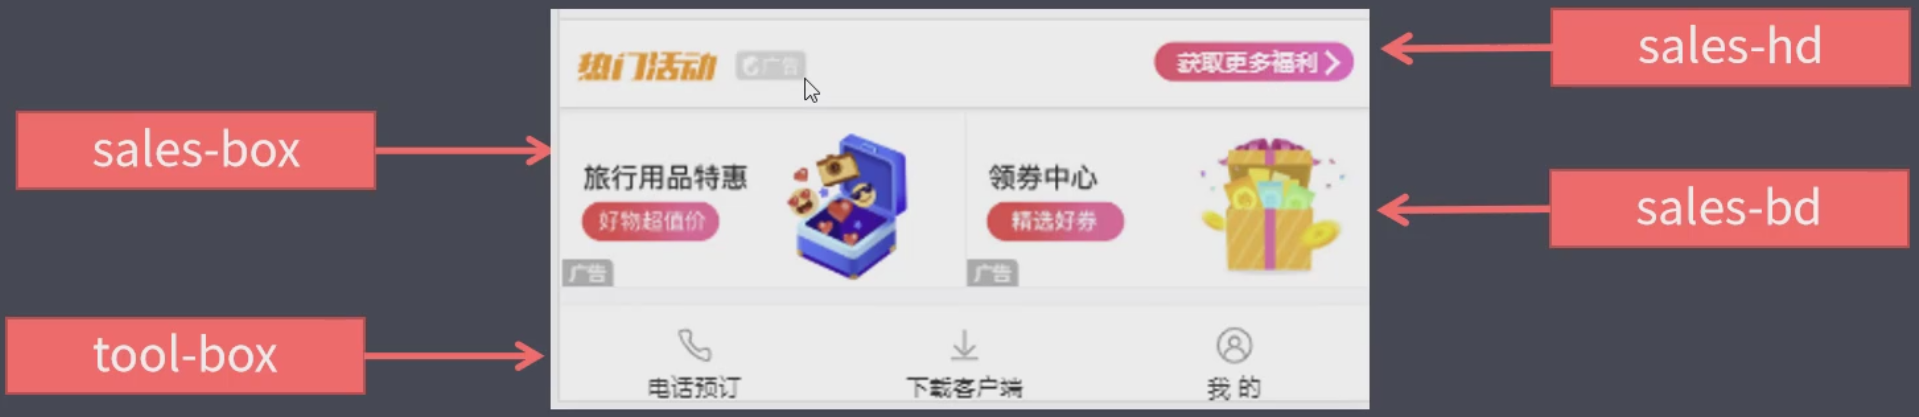 sales-hd
热门活动 广告 获取更多福利
sales-box
旅行用品特惠 领券中心
好物超值价 精选好券
sales-bd
广告 广告
tool-box
电话预订 下载客户端 我的